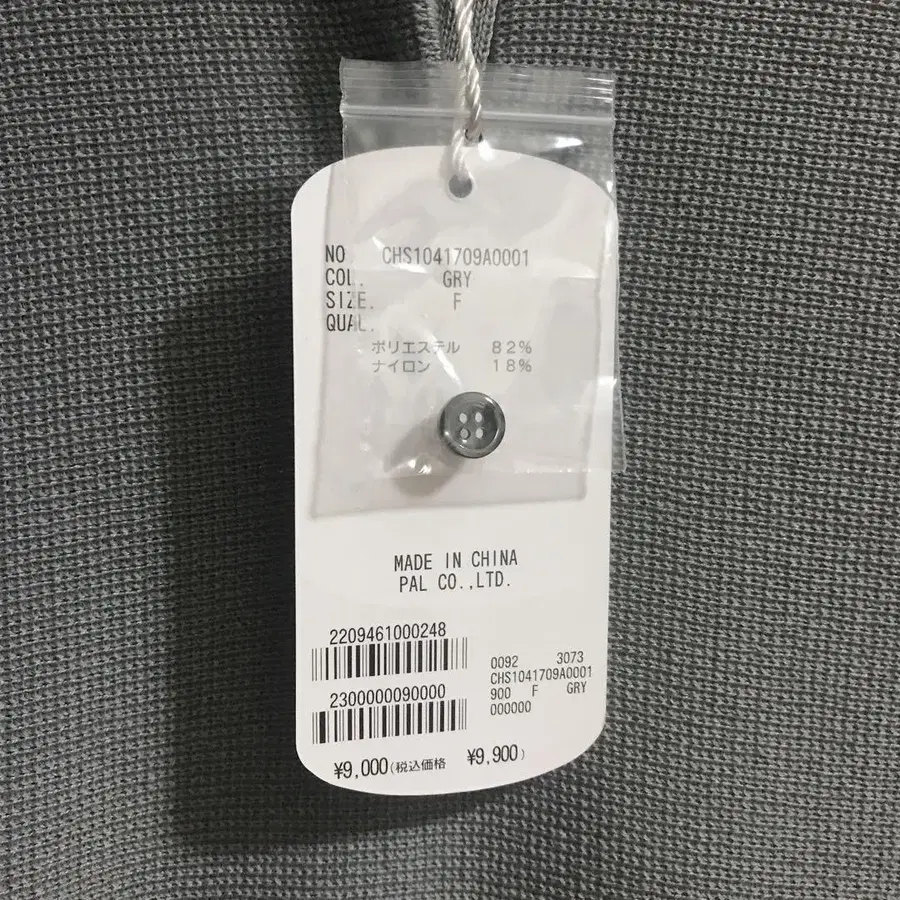 NO CHS1041709A0001
COL. GRY
SIZE. F
QUAL.
ポリエステル 82%
ナイロン 18%
MADE IN CHINA
PAL CO.,LTD.
2209461000248
2300000090000
0092 3073
CHS1041709A0001
900 F GRY
000000
¥9,000(税込価格 ¥9,900)